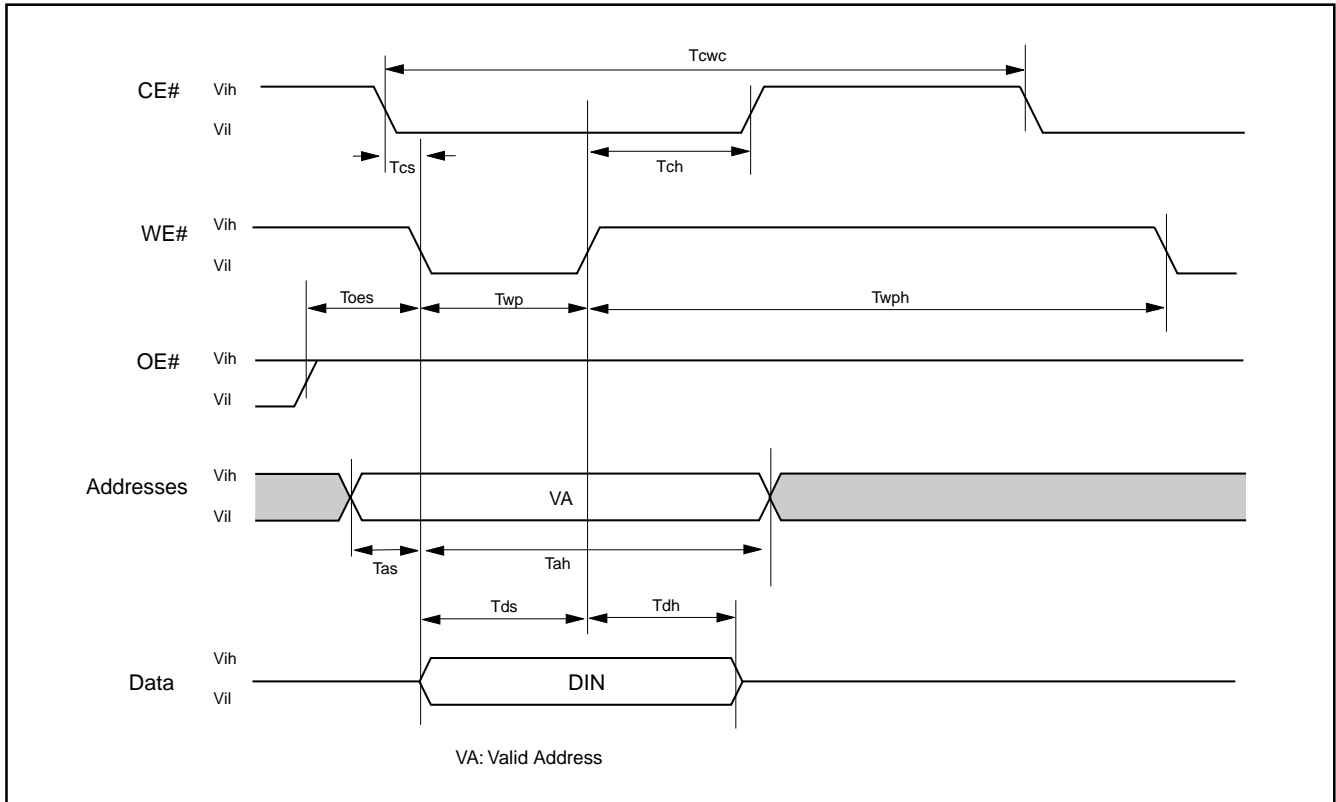 Tcwc
CE#
Vih
Vil
Tcs
Tch
WE#
Vih
Vil
Toes
Twp
Twph
OE#
Vih
Vil
Addresses
Vih
VA
Vil
Tas
Tah
Tds
Tdh
Data
Vih
DIN
Vil
VA: Valid Address